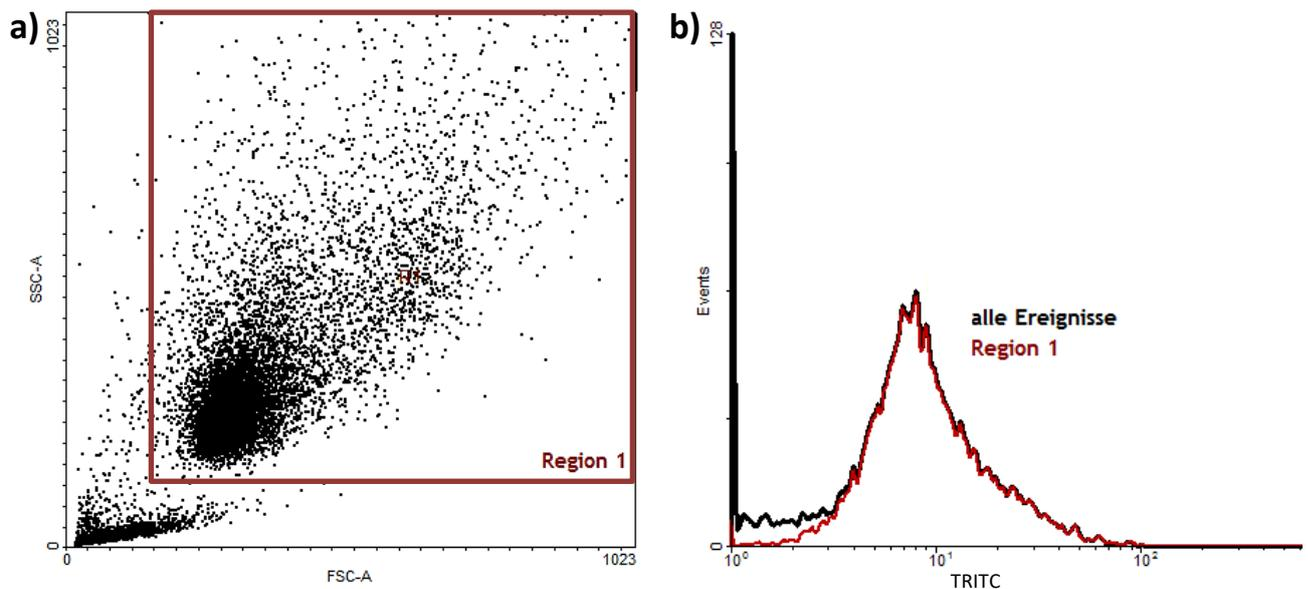 a)
1023
SSC-A
R1
Region 1
0
0
1023
FSC-A
b)
128
Events
alle Ereignisse
Region 1
0
10⁰
10¹
10²
TRITC